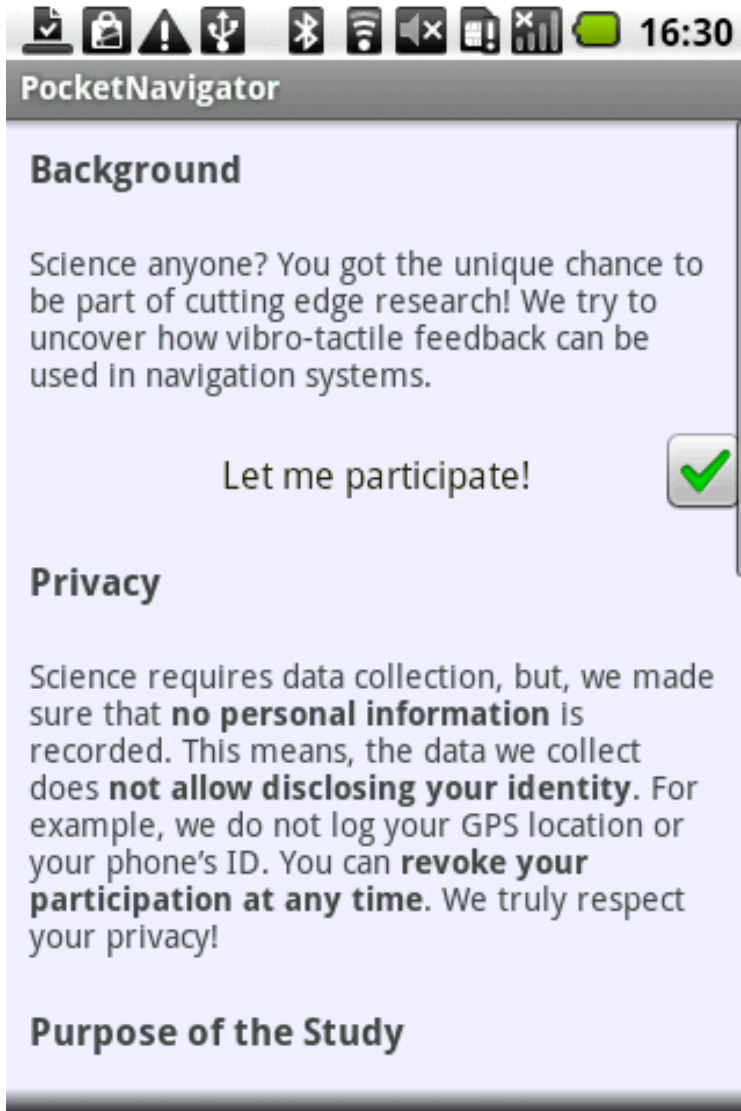 16:30
PocketNavigator
Background
Science anyone? You got the unique chance to
be part of cutting edge research! We try to
uncover how vibro-tactile feedback can be
used in navigation systems.
Let me participate!
Privacy
Science requires data collection, but, we made
sure that no personal information is
recorded. This means, the data we collect
does not allow disclosing your identity. For
example, we do not log your GPS location or
your phone's ID. You can revoke your
participation at any time. We truly respect
your privacy!
Purpose of the Study